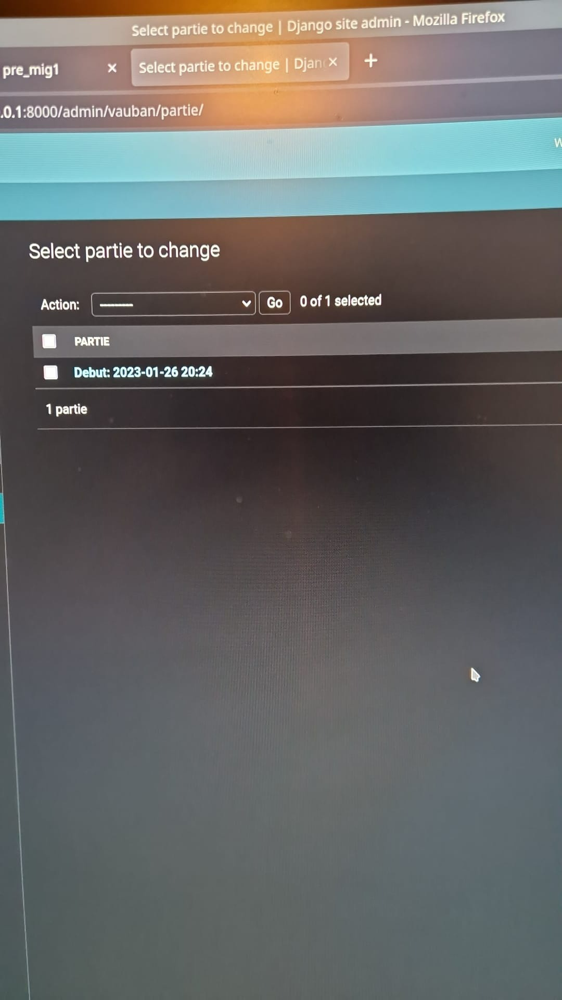 Select partie to change | Django site admin - Mozilla Firefox
pre_mig1
Select partie to change | Djan
.0.1:8000/admin/vauban/partie/
W
Select partie to change
Action: ---------
Go
0 of 1 selected
PARTIE
Debut: 2023-01-26 20:24
1 partie